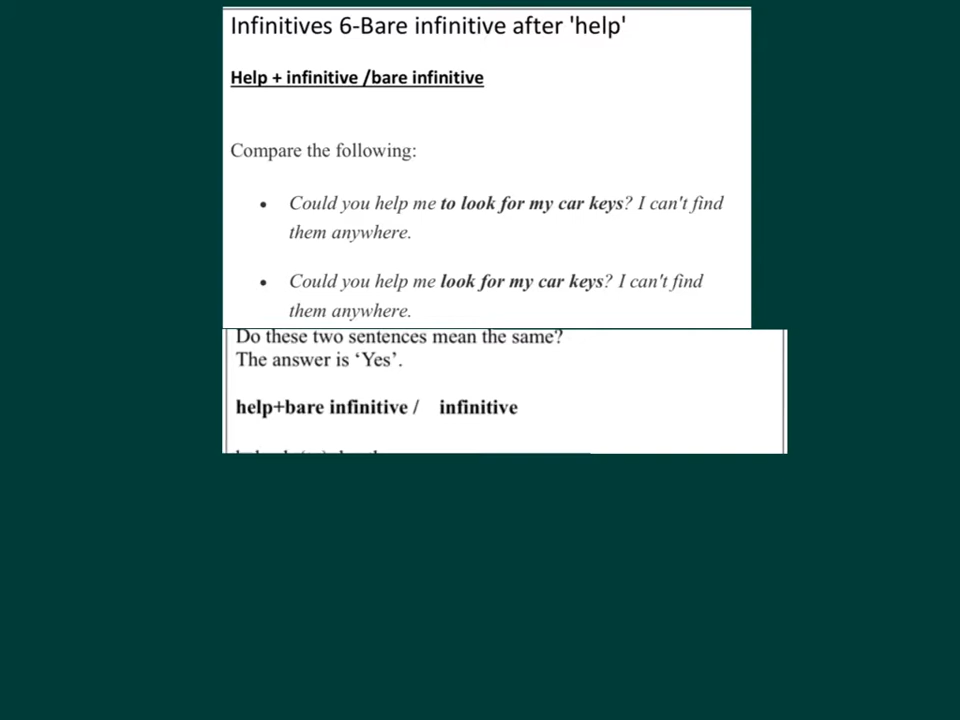 Infinitives 6-Bare infinitive after 'help'
Help + infinitive /bare infinitive
Compare the following:
• Could you help me to look for my car keys? I can't find
them anywhere.
• Could you help me look for my car keys? I can't find
them anywhere.
Do these two sentences mean the same?
The answer is ‘Yes’.
help+bare infinitive / infinitive